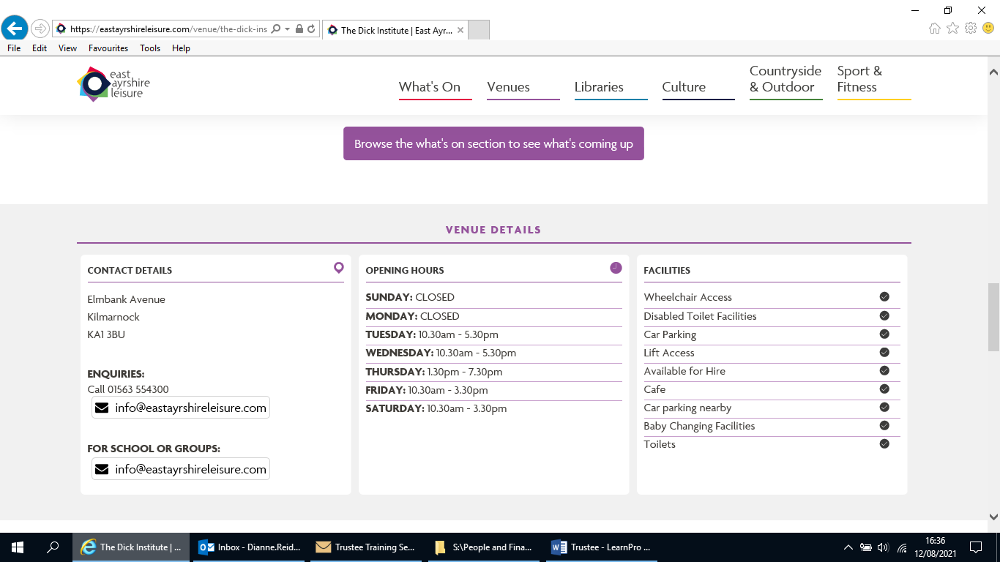 https://eastayrshireleisure.com/venue/the-dick-ins
The Dick Institute | East Ayr...
File Edit View Favourites Tools Help
east
ayrshire
leisure
What's On
Venues
Libraries
Culture
Countryside
& Outdoor
Sport &
Fitness
Browse the what's on section to see what's coming up
VENUE DETAILS
CONTACT DETAILS
Elmbank Avenue
Kilmarnock
KA1 3BU
ENQUIRIES:
Call 01563 554300
info@eastayrshireleisure.com
FOR SCHOOL OR GROUPS:
info@eastayrshireleisure.com
OPENING HOURS
SUNDAY: CLOSED
MONDAY: CLOSED
TUESDAY: 10.30am - 5.30pm
WEDNESDAY: 10.30am - 5.30pm
THURSDAY: 1.30pm - 7.30pm
FRIDAY: 10.30am - 3.30pm
SATURDAY: 10.30am - 3.30pm
FACILITIES
Wheelchair Access
Disabled Toilet Facilities
Car Parking
Lift Access
Available for Hire
Cafe
Car parking nearby
Baby Changing Facilities
Toilets
The Dick Institute | ...
Inbox - Dianne.Reid...
Trustee Training Se...
S:\People and Fina...
Trustee - LearnPro ...
16:36
12/08/2021